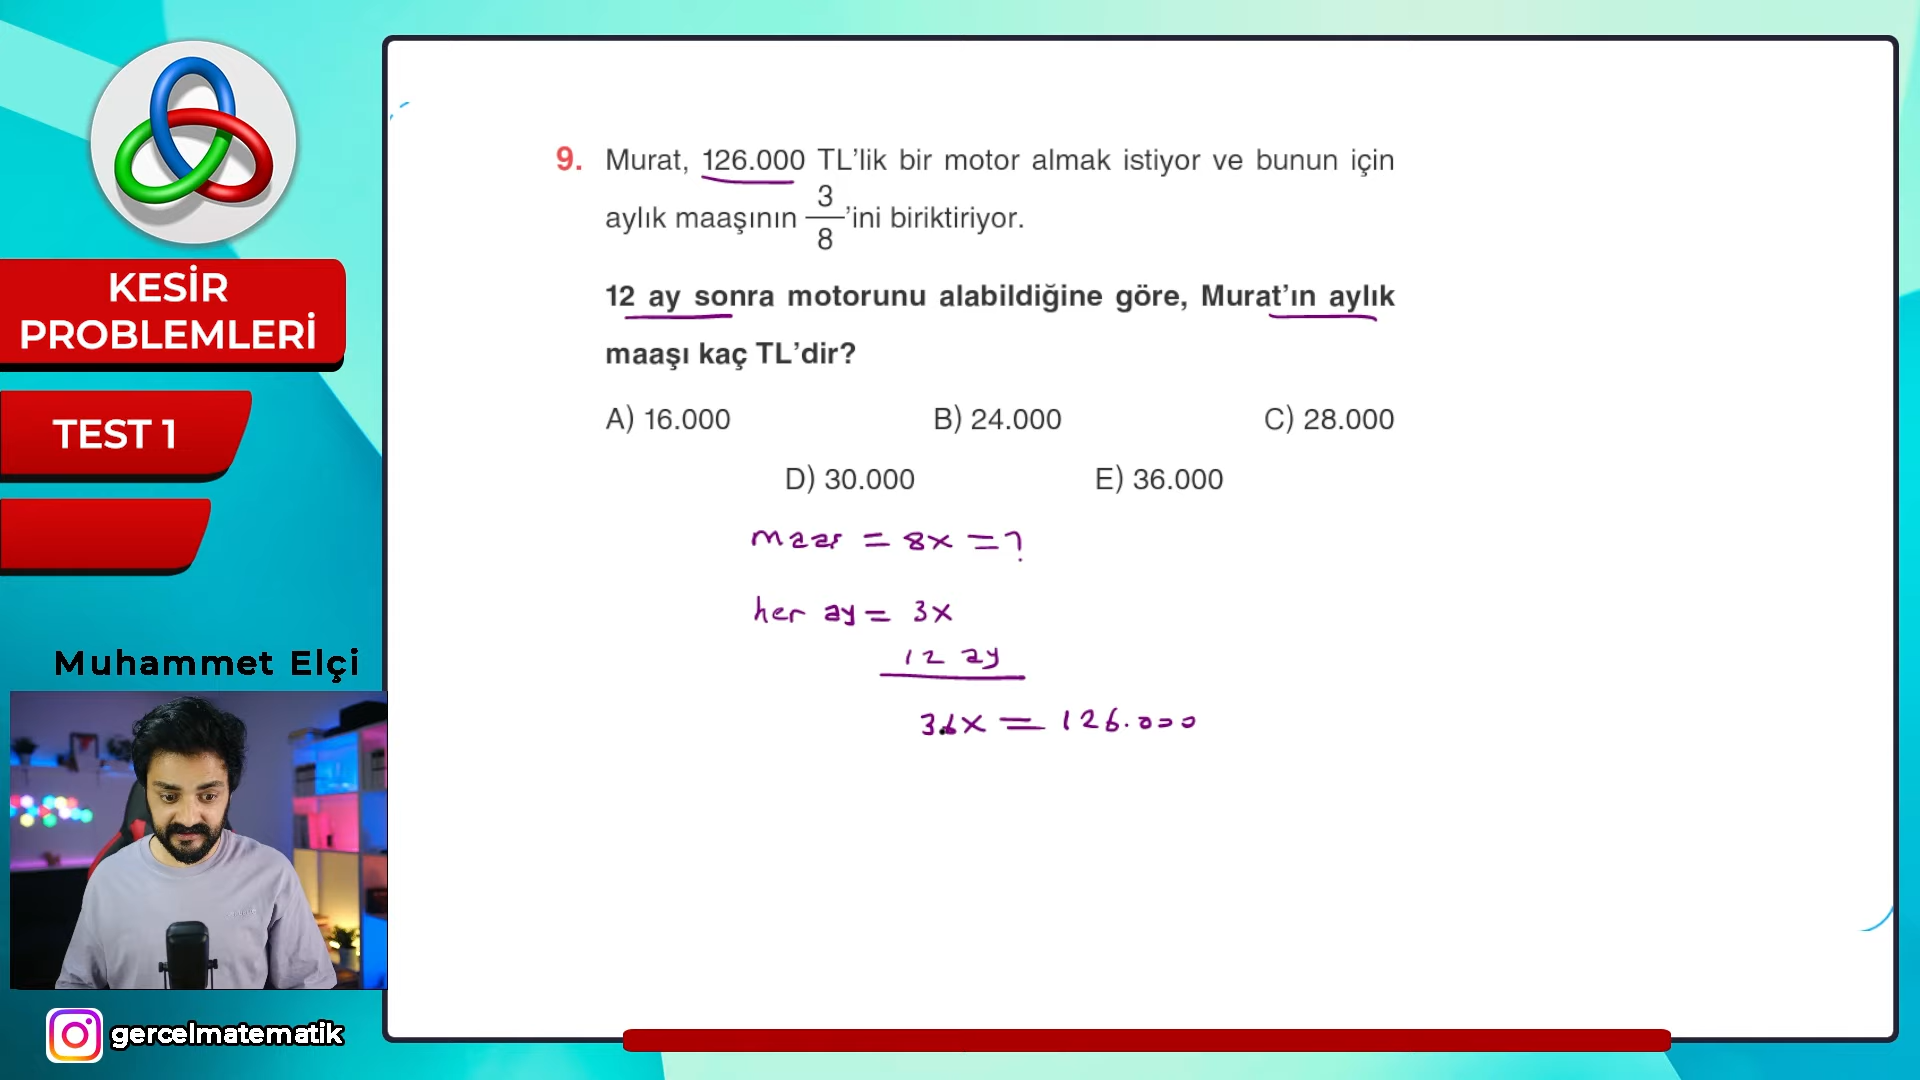 KESİR
PROBLEMLERİ
TEST 1
Muhammet Elçi
gercelmatematik
9. Murat, 126.000 TL'lik bir motor almak istiyor ve bunun için
aylık maaşının 3/8'ini biriktiriyor.
12 ay sonra motorunu alabildiğine göre, Murat'ın aylık
maaşı kaç TL'dir?
A) 16.000 B) 24.000 C) 28.000
D) 30.000 E) 36.000
maaş = 8x = ?
her ay = 3x
12 ay
36x = 126.000